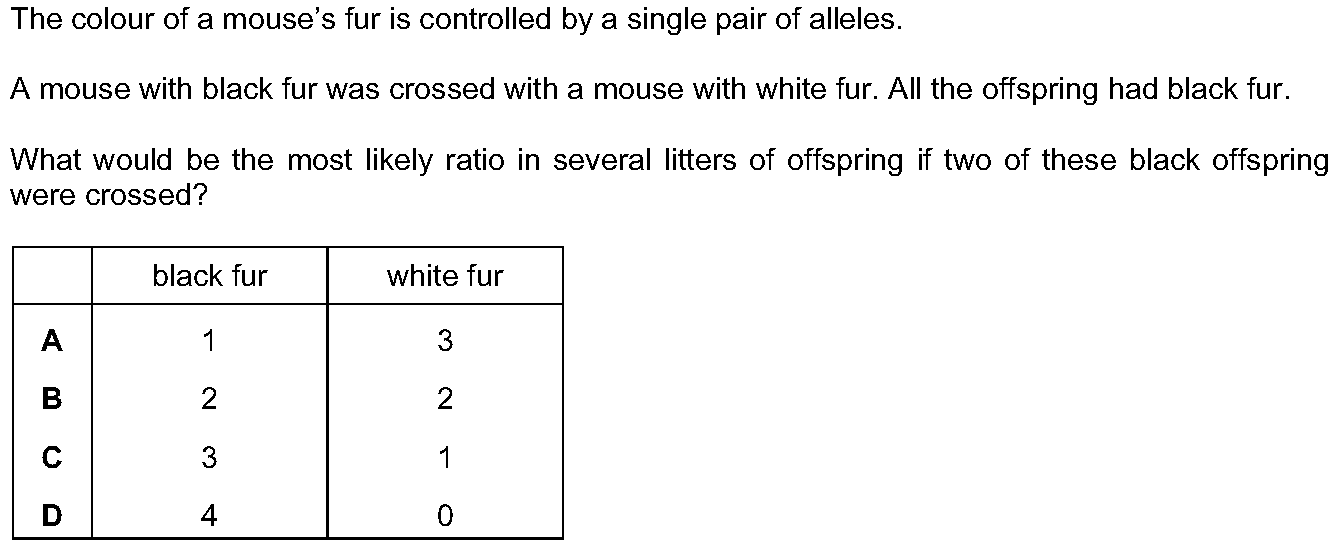 The colour of a mouse's fur is controlled by a single pair of alleles.
A mouse with black fur was crossed with a mouse with white fur. All the offspring had black fur.
What would be the most likely ratio in several litters of offspring if two of these black offspring
were crossed?
black fur white fur
A 1 3
B 2 2
C 3 1
D 4 0